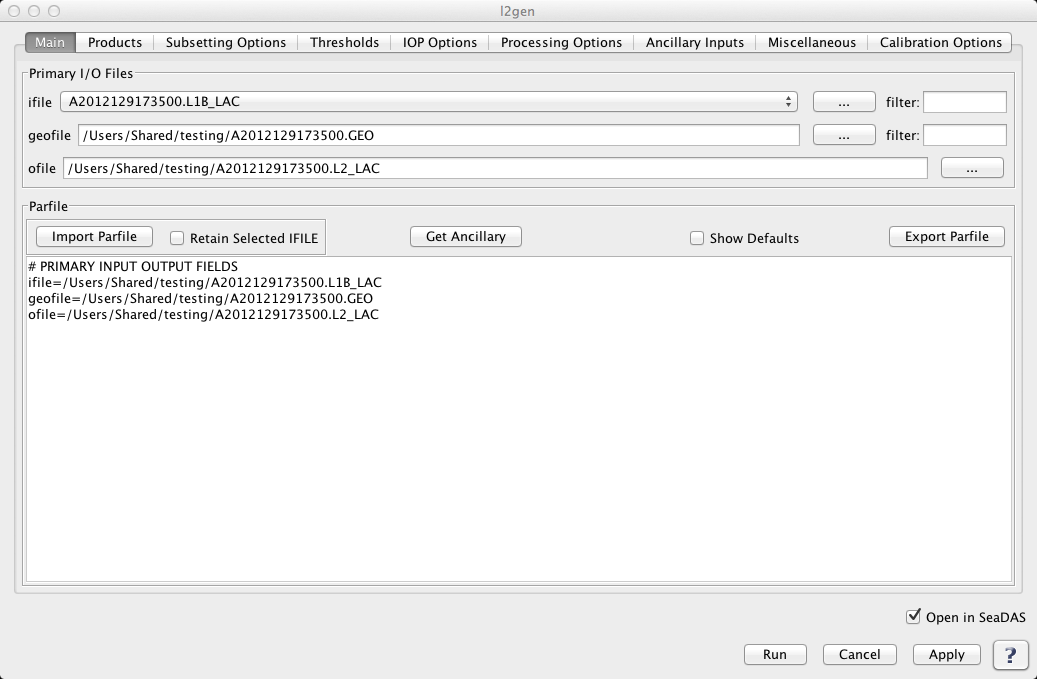 l2gen
Main Products Subsetting Options Thresholds IOP Options Processing Options Ancillary Inputs Miscellaneous Calibration Options
Primary I/O Files
ifile A2012129173500.L1B_LAC ... filter:
geofile /Users/Shared/testing/A2012129173500.GEO ... filter:
ofile /Users/Shared/testing/A2012129173500.L2_LAC ...
Parfile
Import Parfile Retain Selected IFILE Get Ancillary Show Defaults Export Parfile
# PRIMARY INPUT OUTPUT FIELDS
ifile=/Users/Shared/testing/A2012129173500.L1B_LAC
geofile=/Users/Shared/testing/A2012129173500.GEO
ofile=/Users/Shared/testing/A2012129173500.L2_LAC
Open in SeaDAS
Run Cancel Apply ?